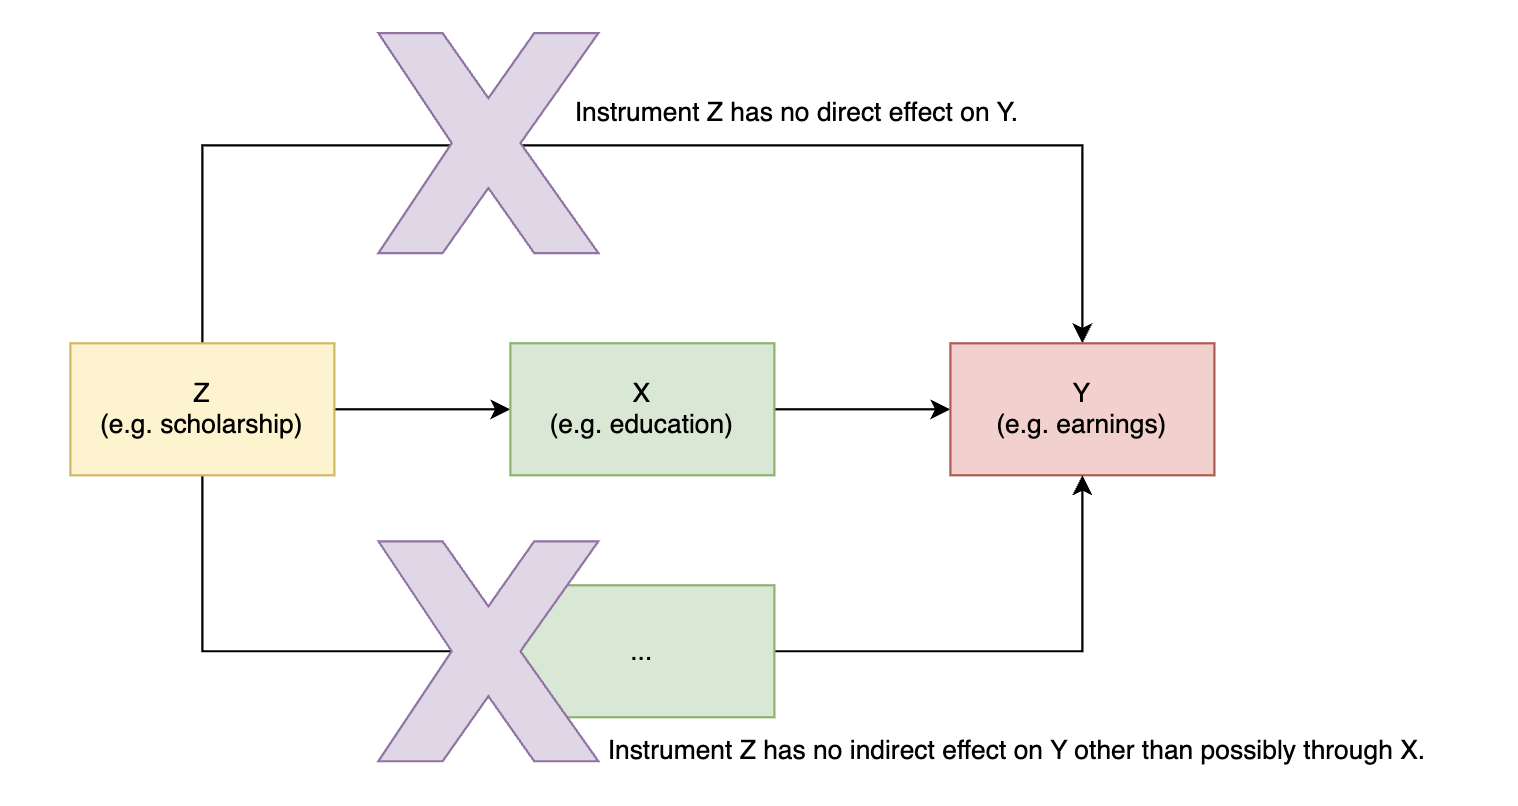 Instrument Z has no direct effect on Y.
Z
(e.g. scholarship)
X
(e.g. education)
Y
(e.g. earnings)
...
Instrument Z has no indirect effect on Y other than possibly through X.